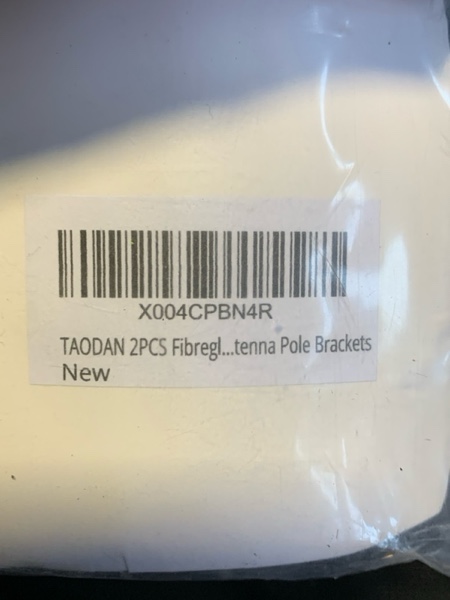 X004CPBN4R
TAODAN 2PCS Fibregl...tenna Pole Brackets
New